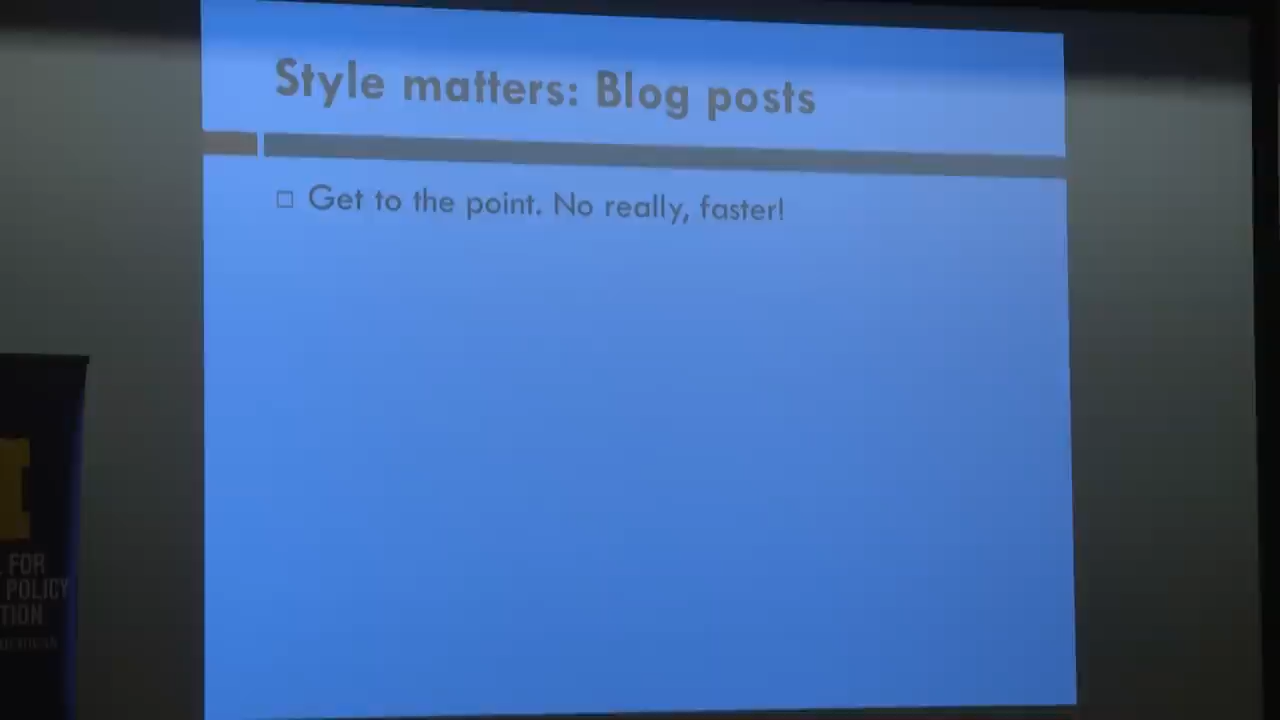 Style matters: Blog posts
Get to the point. No really, faster!
FOR
POLICY
TION